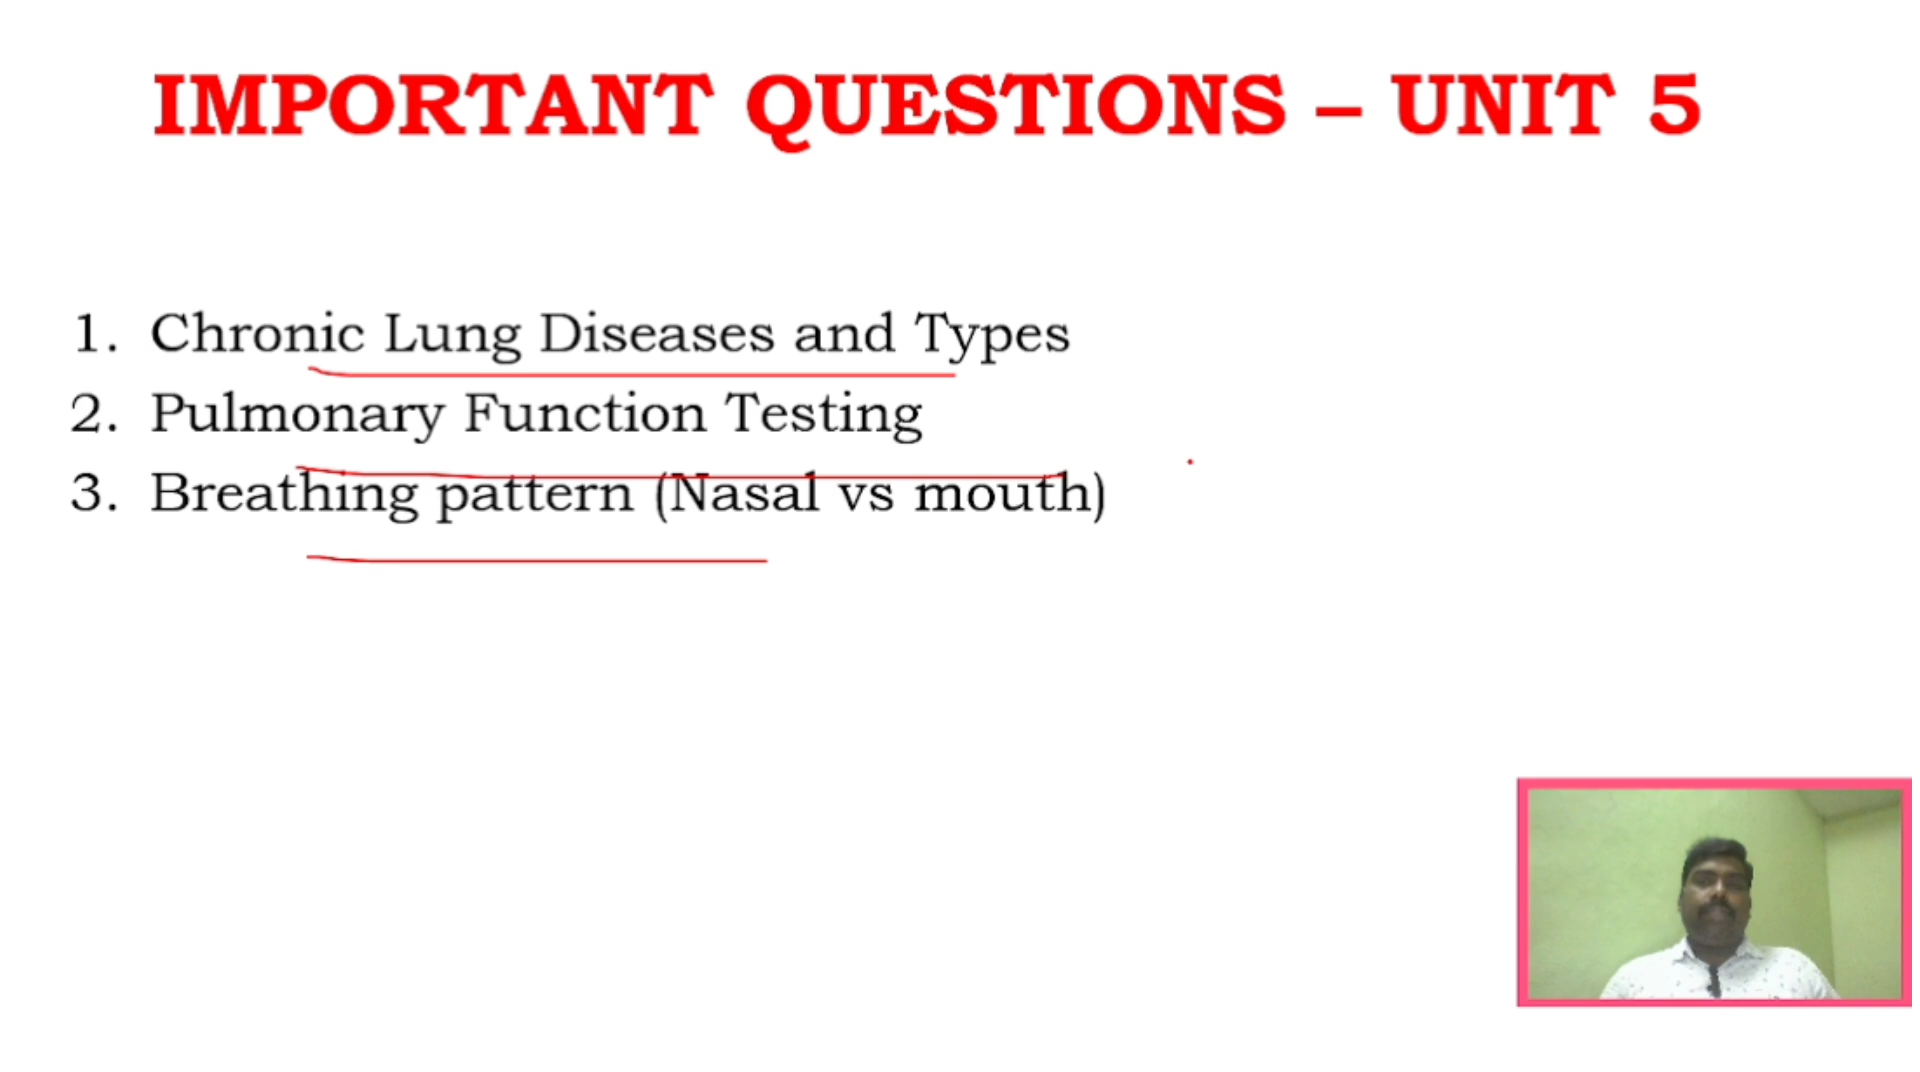 IMPORTANT QUESTIONS – UNIT 5
1. Chronic Lung Diseases and Types
2. Pulmonary Function Testing
3. Breathing pattern (Nasal vs mouth)